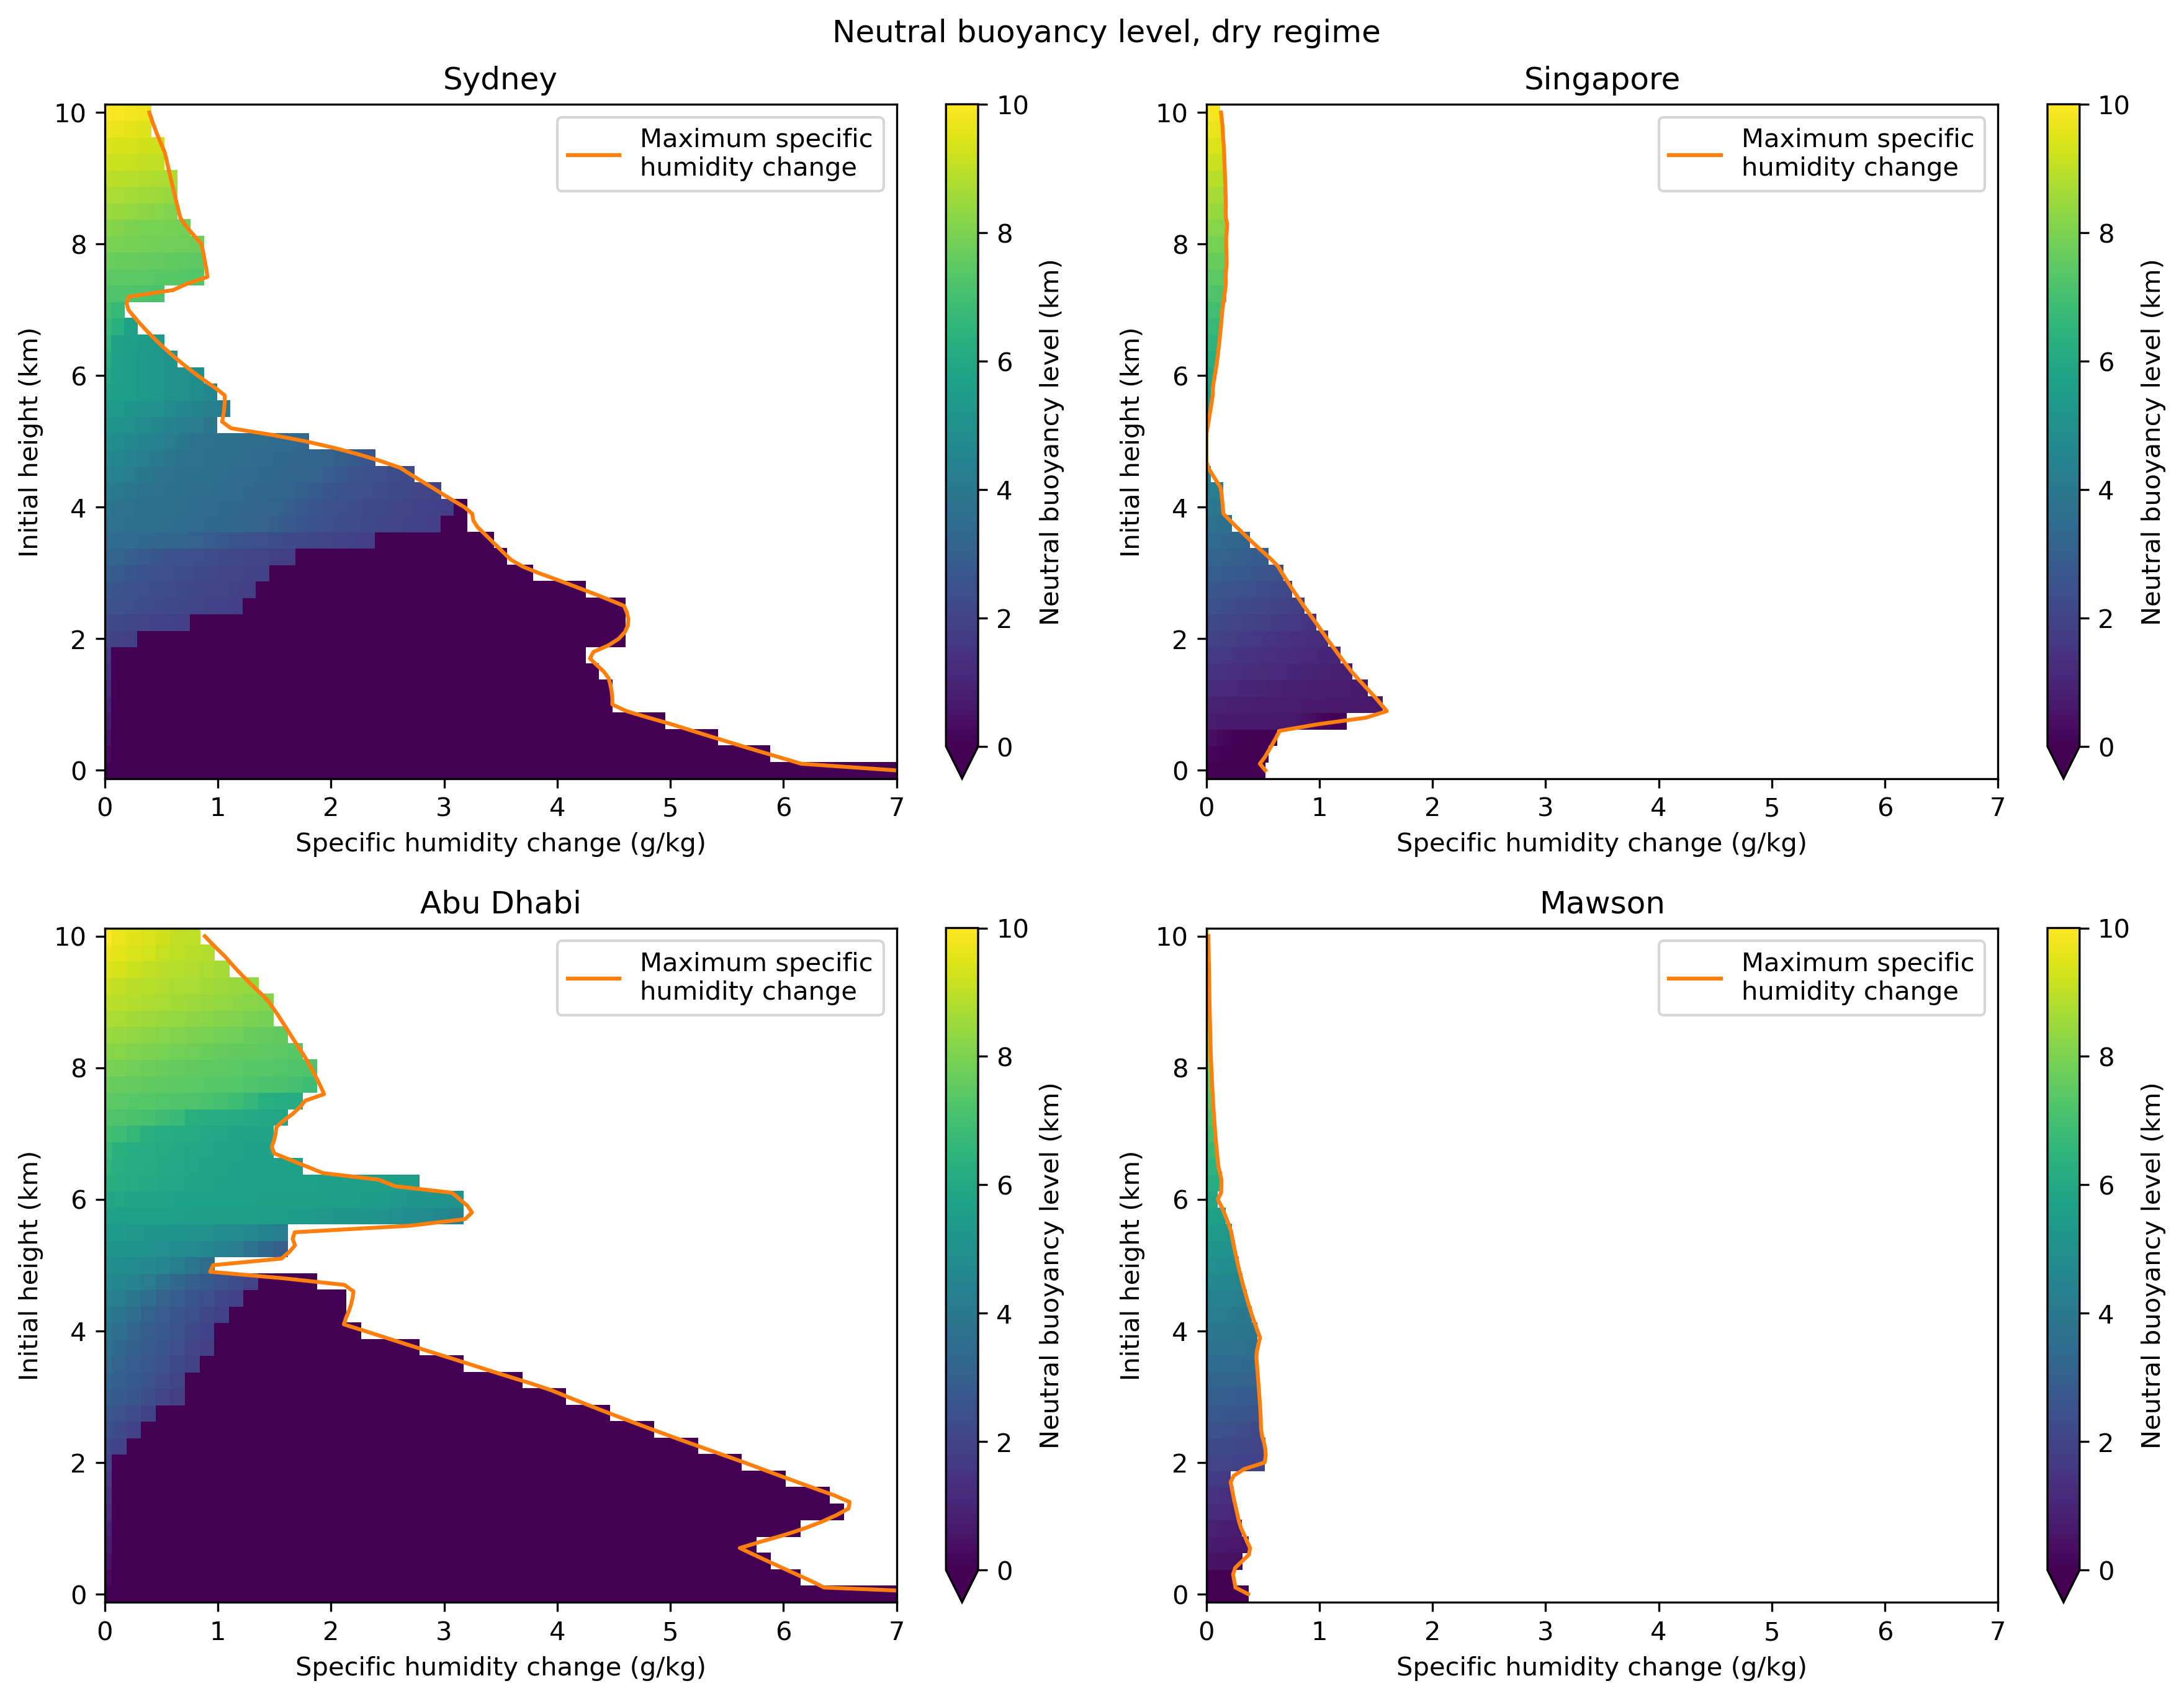 Neutral buoyancy level, dry regime
Sydney
10
8
6
4
2
0
Initial height (km)
0 1 2 3 4 5 6 7
Specific humidity change (g/kg)
Maximum specific
humidity change
10
8
6
4
2
0
Neutral buoyancy level (km)
Singapore
10
8
6
4
2
0
Initial height (km)
0 1 2 3 4 5 6 7
Specific humidity change (g/kg)
Maximum specific
humidity change
10
8
6
4
2
0
Neutral buoyancy level (km)
Abu Dhabi
10
8
6
4
2
0
Initial height (km)
0 1 2 3 4 5 6 7
Specific humidity change (g/kg)
Maximum specific
humidity change
10
8
6
4
2
0
Neutral buoyancy level (km)
Mawson
10
8
6
4
2
0
Initial height (km)
0 1 2 3 4 5 6 7
Specific humidity change (g/kg)
Maximum specific
humidity change
10
8
6
4
2
0
Neutral buoyancy level (km)